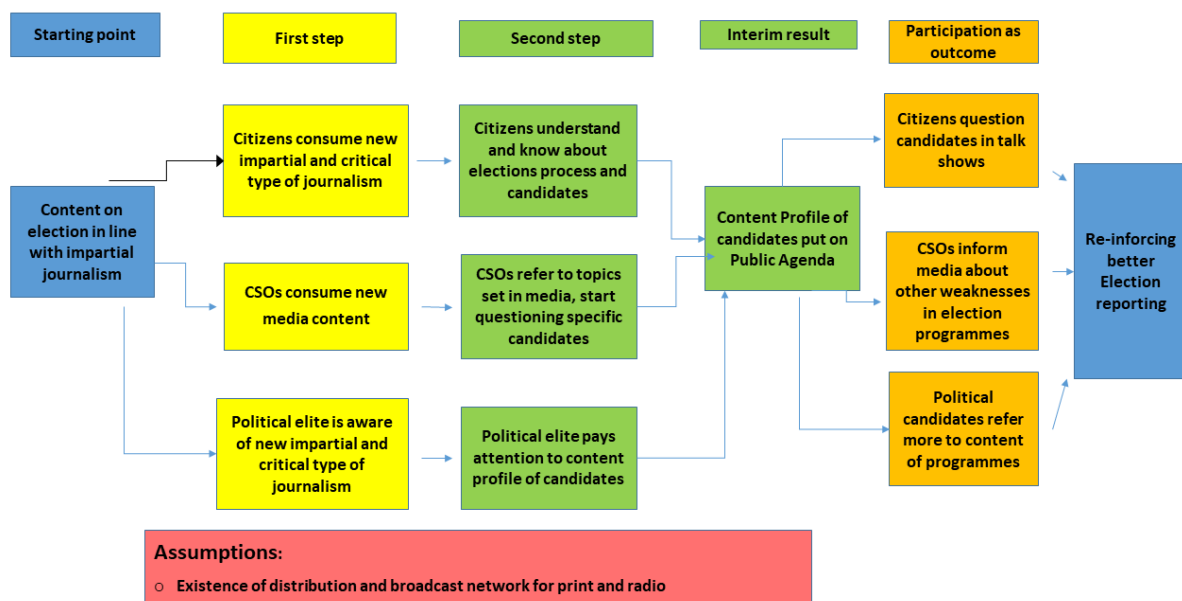 Starting point
First step
Second step
Interim result
Participation as
outcome
Content on
election in line
with impartial
journalism
Citizens consume new
impartial and critical
type of journalism
CSOs consume new
media content
Political elite is aware
of new impartial and
critical type of
journalism
Citizens understand
and know about
elections process and
candidates
CSOs refer to topics
set in media, start
questioning specific
candidates
Political elite pays
attention to content
profile of candidates
Content Profile of
candidates put on
Public Agenda
Citizens question
candidates in talk
shows
CSOs inform
media about
other weaknesses
in election
programmes
Political
candidates refer
more to content
of programmes
Re-inforcing
better
Election
reporting
Assumptions:
o Existence of distribution and broadcast network for print and radio